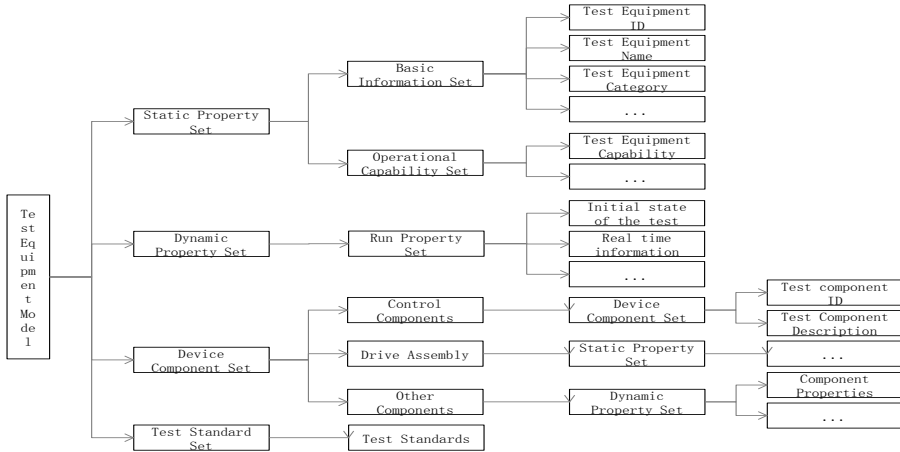 Te
st
Equ
ui
pm
en
t
Mo
de
l
Static Property
Set
Dynamic
Property Set
Device
Component Set
Test Standard
Set
Basic
Information Set
Operational
Capability Set
Run Property
Set
Control
Components
Drive Assembly
Other
Components
Test Standards
Test Equipment
ID
Test Equipment
Name
Test Equipment
Category
...
Test Equipment
Capability
...
Initial state
of the test
Real time
information
...
Device
Component Set
Static Property
Set
Dynamic
Property Set
Test component
ID
Test Component
Description
...
Component
Properties
...